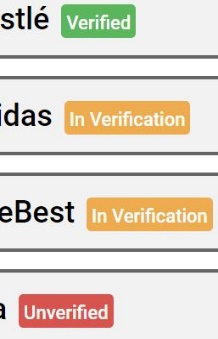 stlé Verified
idas In Verification
eBest In Verification
a Unverified